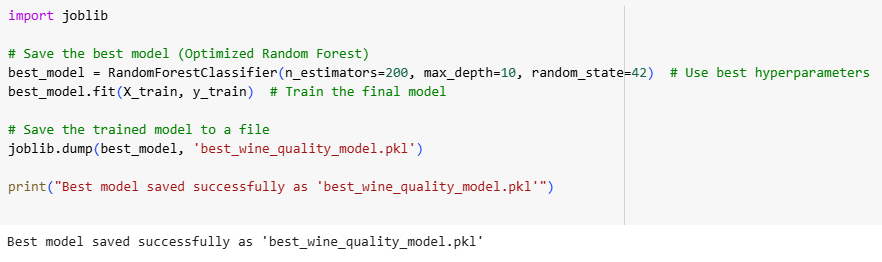 import joblib
# Save the best model (Optimized Random Forest)
best_model = RandomForestClassifier(n_estimators=200, max_depth=10, random_state=42)  # Use best hyperparameters
best_model.fit(X_train, y_train)  # Train the final model
# Save the trained model to a file
joblib.dump(best_model, 'best_wine_quality_model.pkl')
print("Best model saved successfully as 'best_wine_quality_model.pkl'")
Best model saved successfully as 'best_wine_quality_model.pkl'